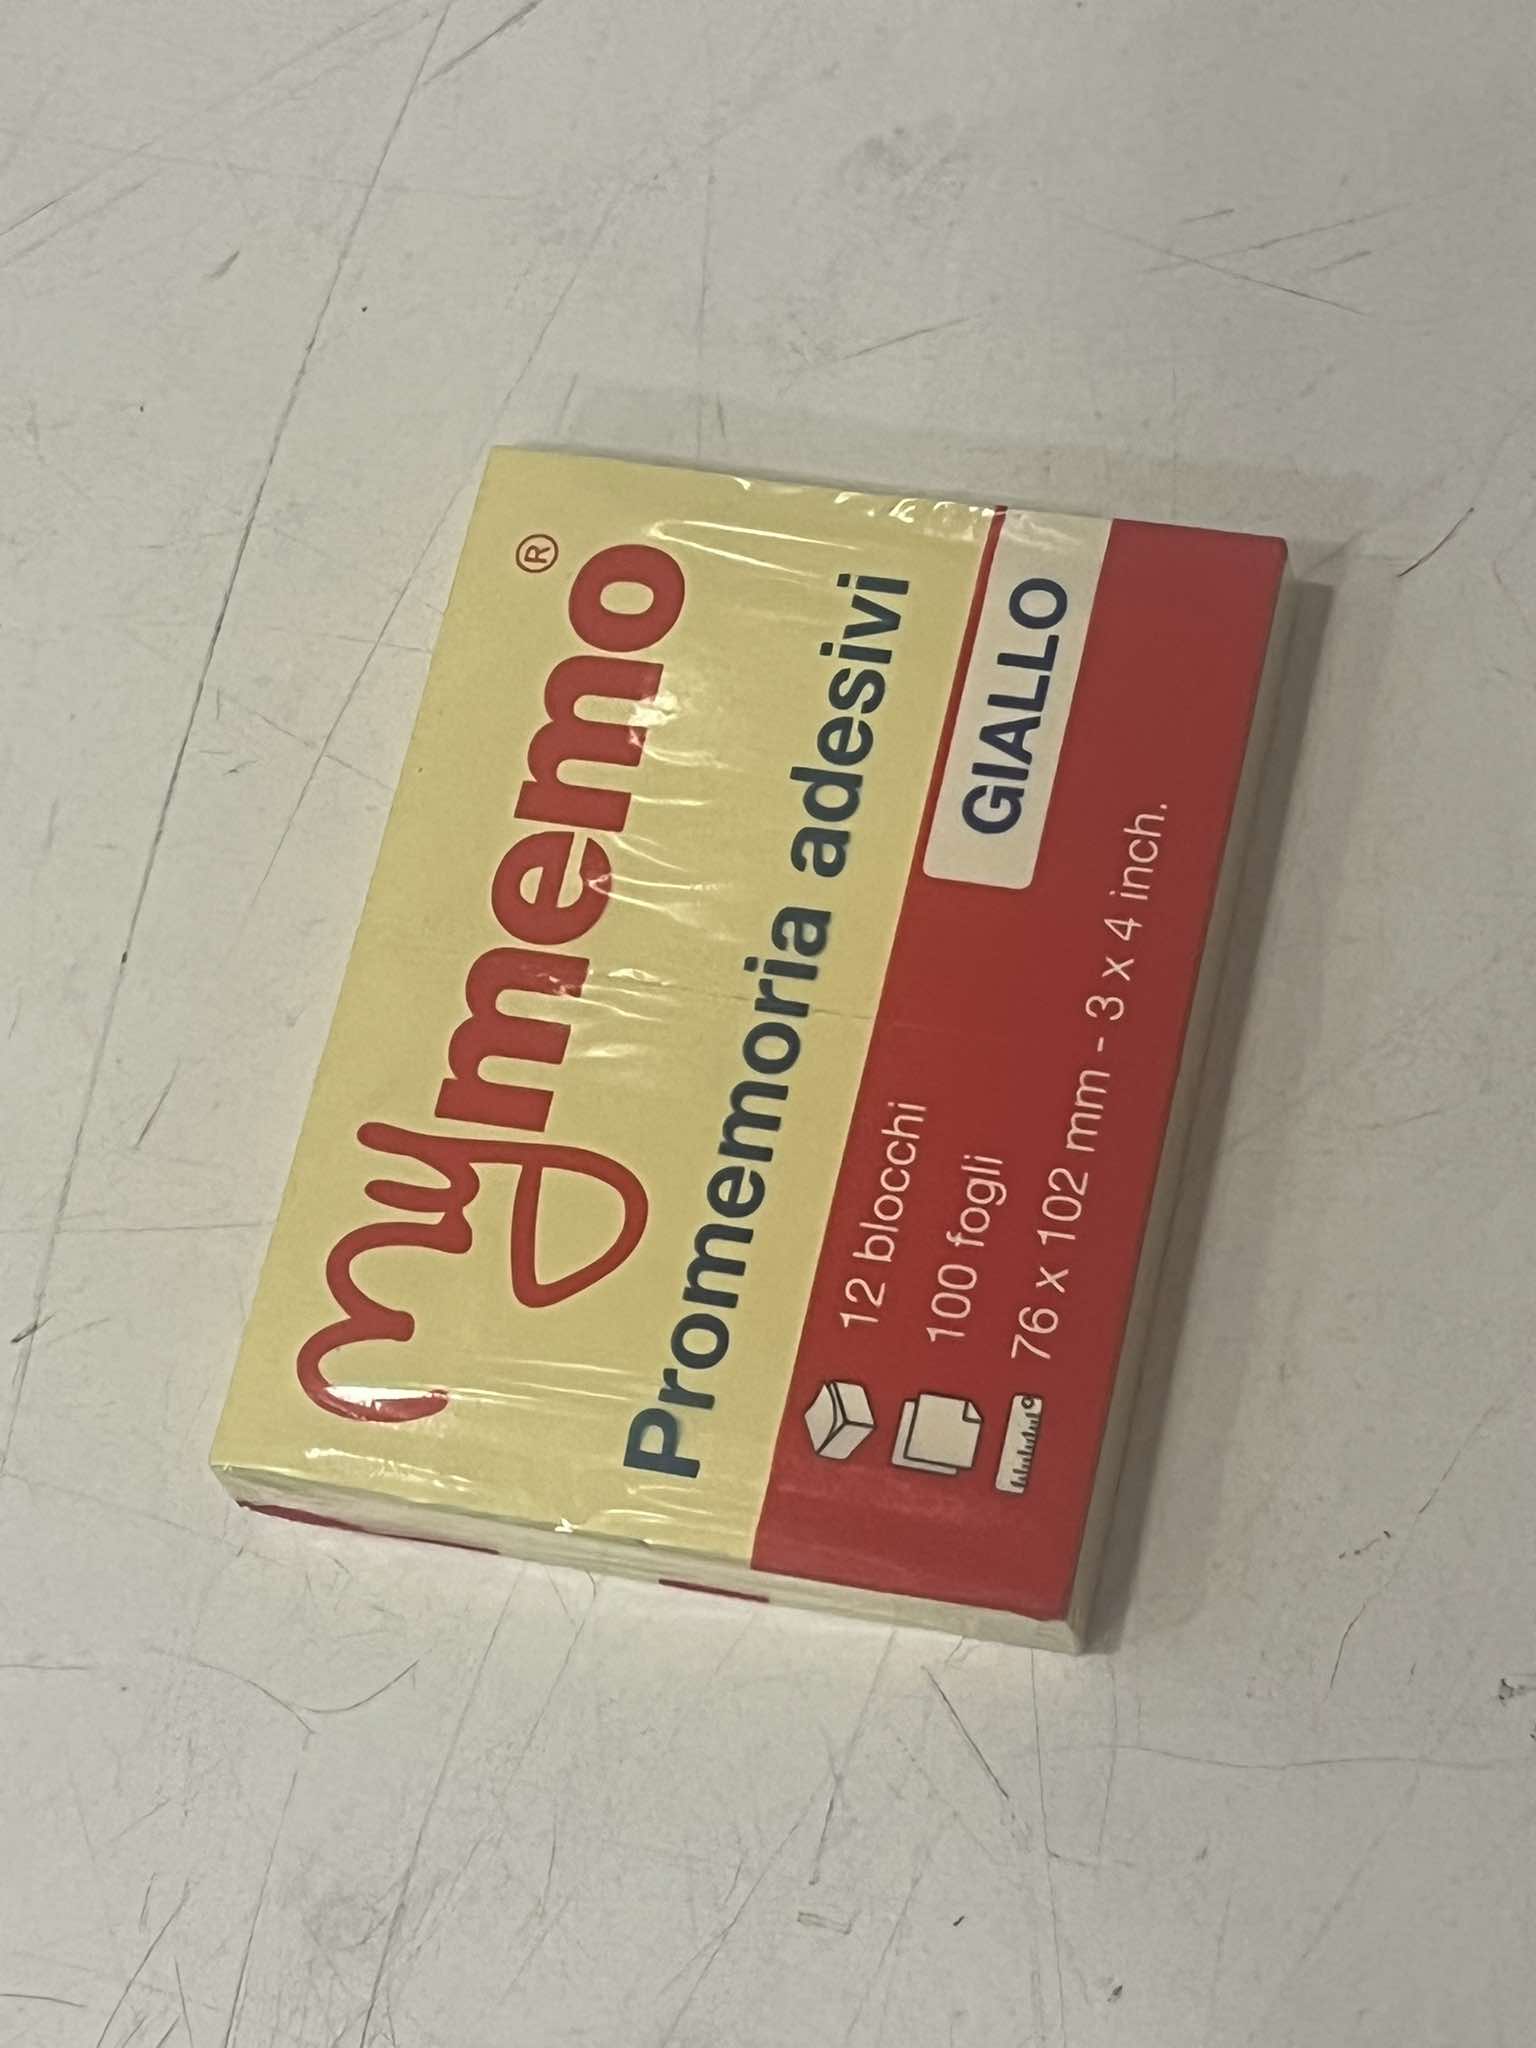 mymemo®
Promemoria adesivi
GIALLO
12 blocchi
100 fogli
76 x 102 mm - 3 x 4 inch.